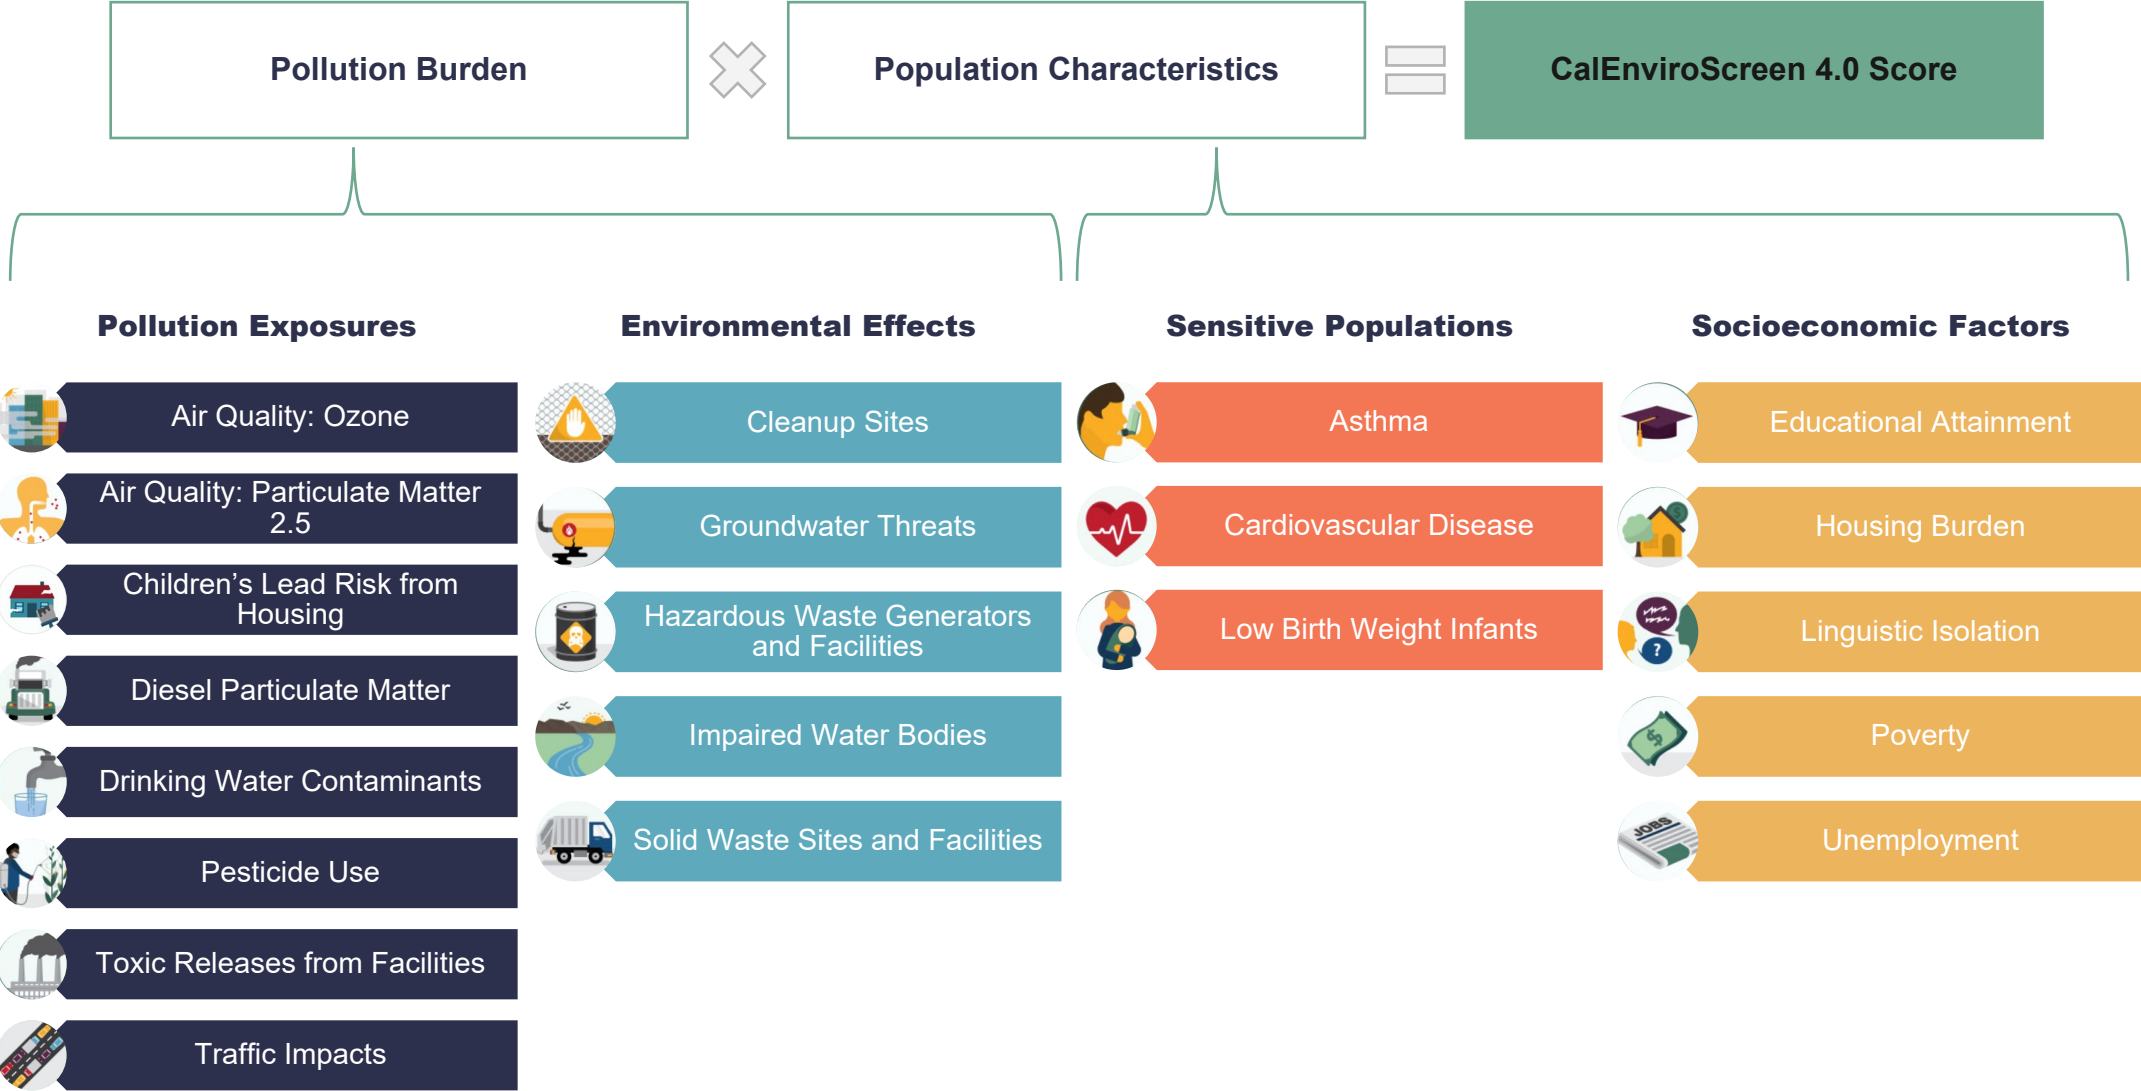 Pollution Burden
Population Characteristics
CalEnviroScreen 4.0 Score
Pollution Exposures
Air Quality: Ozone
Air Quality: Particulate Matter
2.5
Children’s Lead Risk from
Housing
Diesel Particulate Matter
Drinking Water Contaminants
Pesticide Use
Toxic Releases from Facilities
Traffic Impacts
Environmental Effects
Cleanup Sites
Groundwater Threats
Hazardous Waste Generators
and Facilities
Impaired Water Bodies
Solid Waste Sites and Facilities
Sensitive Populations
Asthma
Cardiovascular Disease
Low Birth Weight Infants
Socioeconomic Factors
Educational Attainment
$
Housing Burden
?
Linguistic Isolation
$
Poverty
JOBS
Unemployment